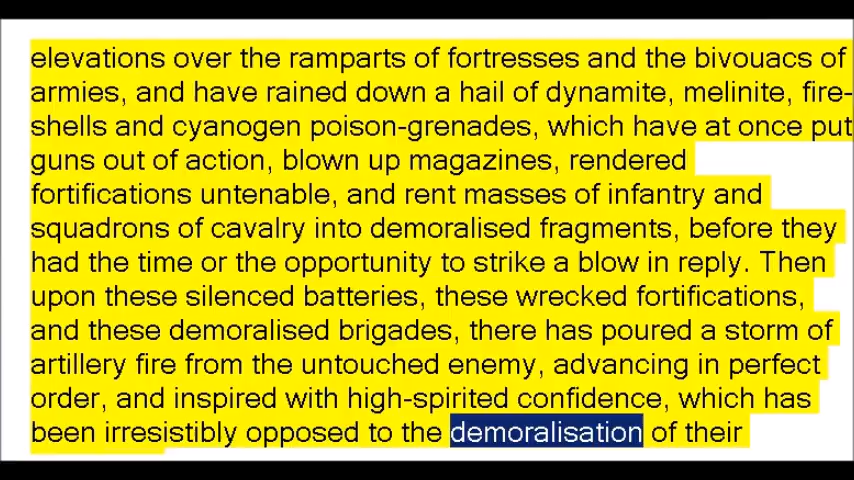 elevations over the ramparts of fortresses and the bivouacs of
armies, and have rained down a hail of dynamite, melinite, fire-
shells and cyanogen poison-grenades, which have at once put
guns out of action, blown up magazines, rendered
fortifications untenable, and rent masses of infantry and
squadrons of cavalry into demoralised fragments, before they
had the time or the opportunity to strike a blow in reply. Then
upon these silenced batteries, these wrecked fortifications,
and these demoralised brigades, there has poured a storm of
artillery fire from the untouched enemy, advancing in perfect
order, and inspired with high-spirited confidence, which has
been irresistibly opposed to the demoralisation of their